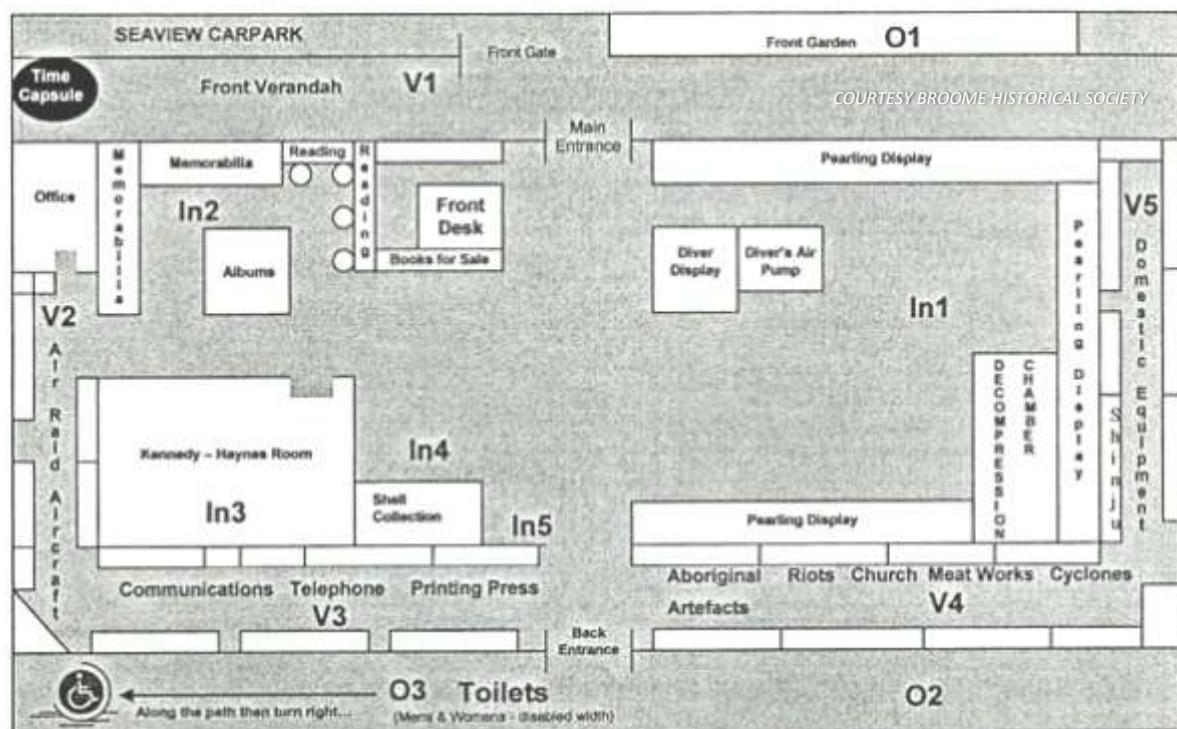 SEAVIEW CARPARK
Front Gate
Front Garden O1
Time
Capsule
Front Verandah V1
COURTESY BROOME HISTORICAL SOCIETY
Main
Entrance
Office
Memorabilia
Memorabilia
Reading
Reading
In2
Albums
Front
Desk
Books for Sale
Pearling Display
Diver
Display
Diver's Air
Pump
In1
Pearling Display
V5
Domestic Equipment
V2
Air Raid Aircraft
Kennedy – Haynes Room
In3
In4
Shell
Collection
In5
DECOMPRESSION
CHAMBER
Shinju
Pearling Display
Communications Telephone Printing Press
V3
Aboriginal Riots Church Meat Works Cyclones
Artefacts
V4
Back
Entrance
O3 Toilets
Along the path then turn right...
(Mens & Womens - disabled width)
O2